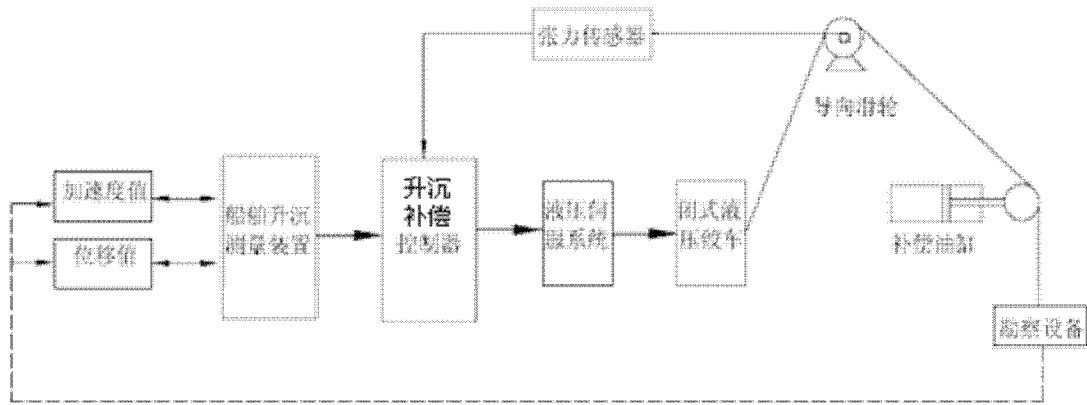 张力传感器
导向滑轮
加速度值
位移值
船舶升沉
测量装置
升沉
补偿
控制器
液压伺
服系统
闭式液
压绞车
补偿油缸
勘察设备